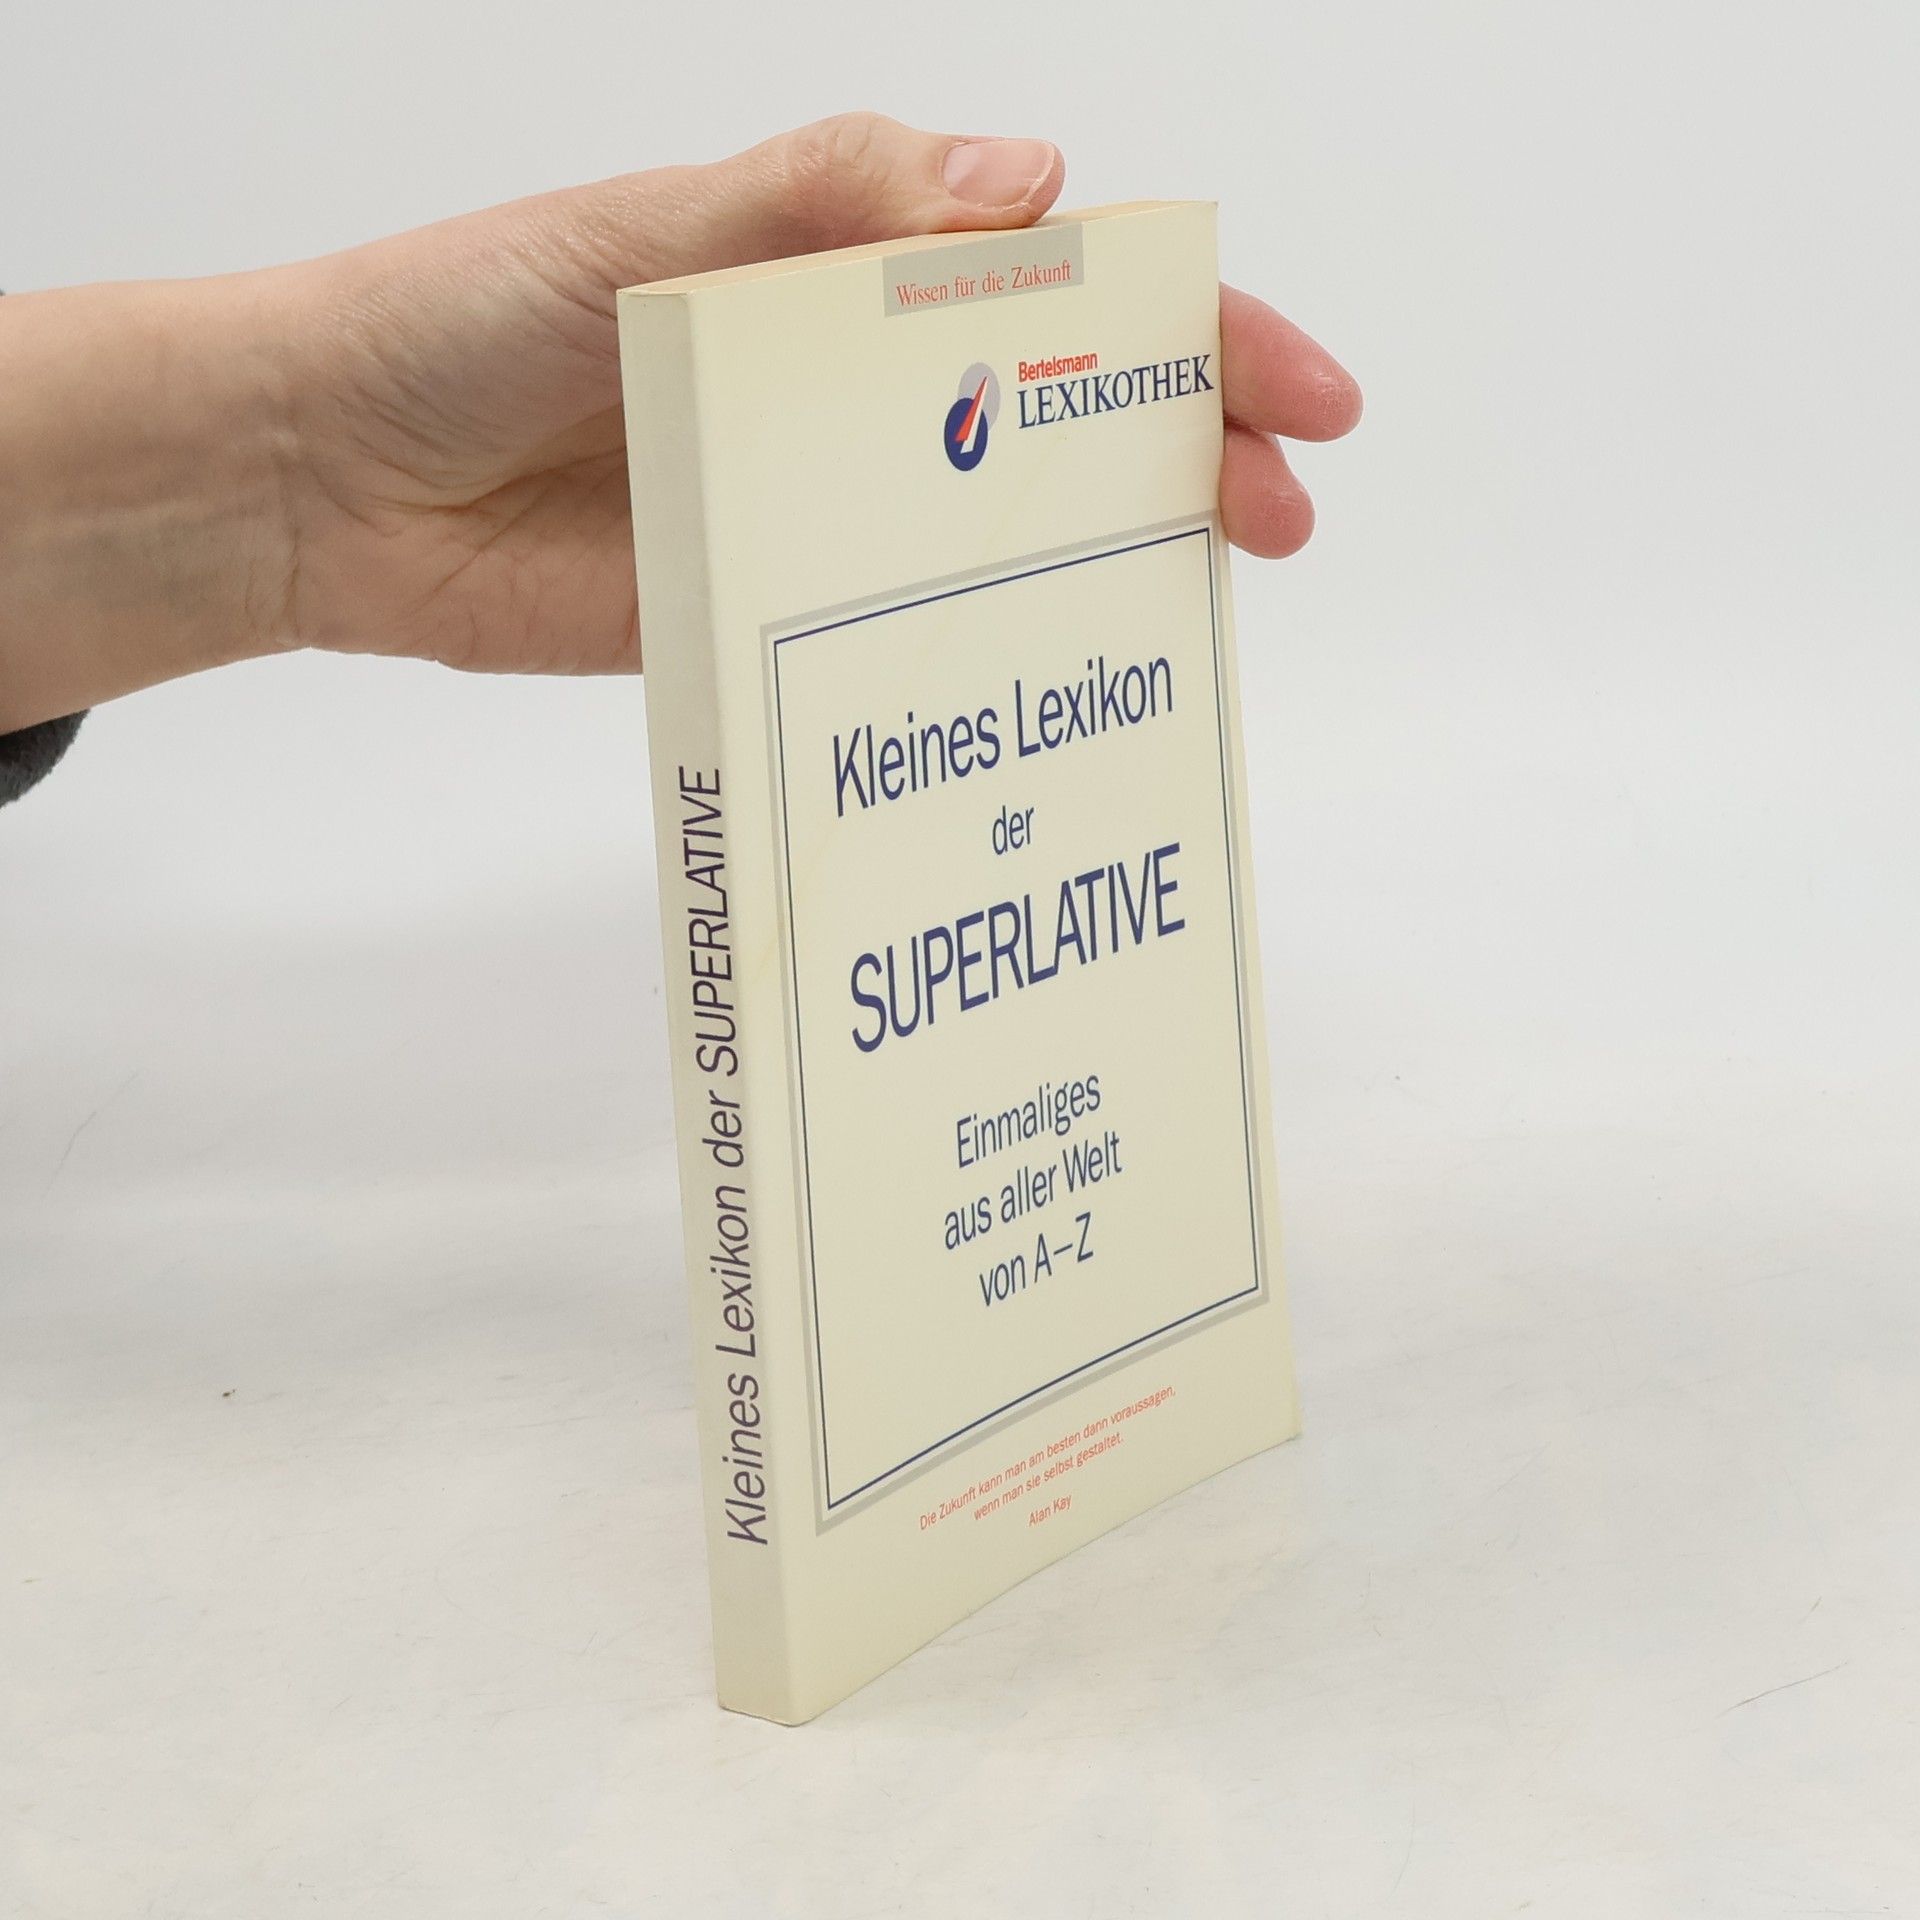 Wissen für die Zukunft
Bertelsmann
LEXIKOTHEK
Kleines Lexikon
der
SUPERLATIVE
Einmaliges
aus aller Welt
von A–Z
Die Zukunft kann man am besten dann voraussagen,
wenn man sie selbst gestaltet.
Alan Kay
Kleines Lexikon der SUPERLATIVE